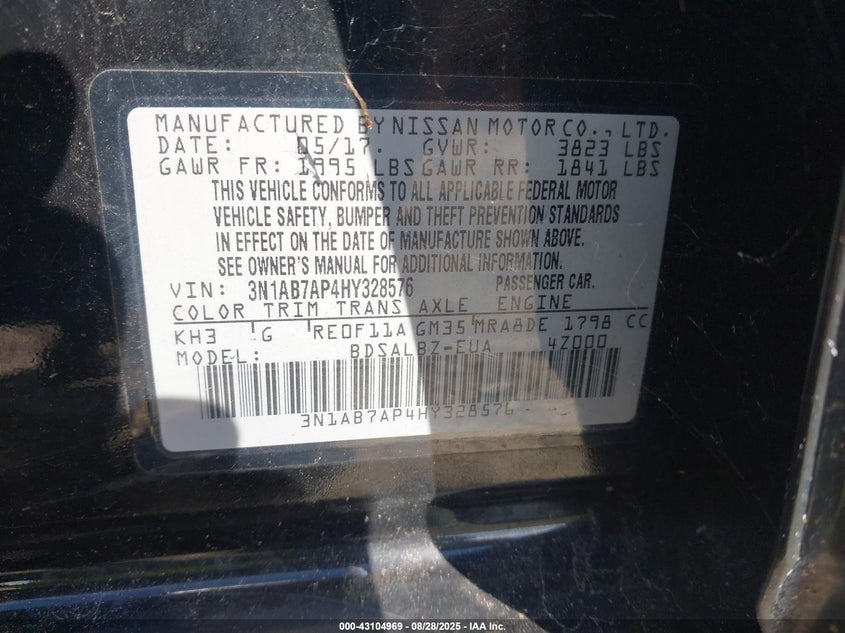 MANUFACTURED BY NISSAN MOTOR CO., LTD.
DATE: 05/17. GVWR: 3823 LBS
GAWR FR: 1995 LBS GAWR RR: 1841 LBS
THIS VEHICLE CONFORMS TO ALL APPLICABLE FEDERAL MOTOR
VEHICLE SAFETY, BUMPER AND THEFT PREVENTION STANDARDS
IN EFFECT ON THE DATE OF MANUFACTURE SHOWN ABOVE.
SEE OWNER'S MANUAL FOR ADDITIONAL INFORMATION.
VIN: 3N1AB7AP4HY328576 PASSENGER CAR.
COLOR TRIM TRANS AXLE ENGINE
KH3 G RE0F11A GM35 MRA8DE 1798 CC
MODEL: BDSALBZ-EUA 4Z000
3N1AB7AP4HY328576
000-43104969 | 08/28/2025 - IAA Inc.